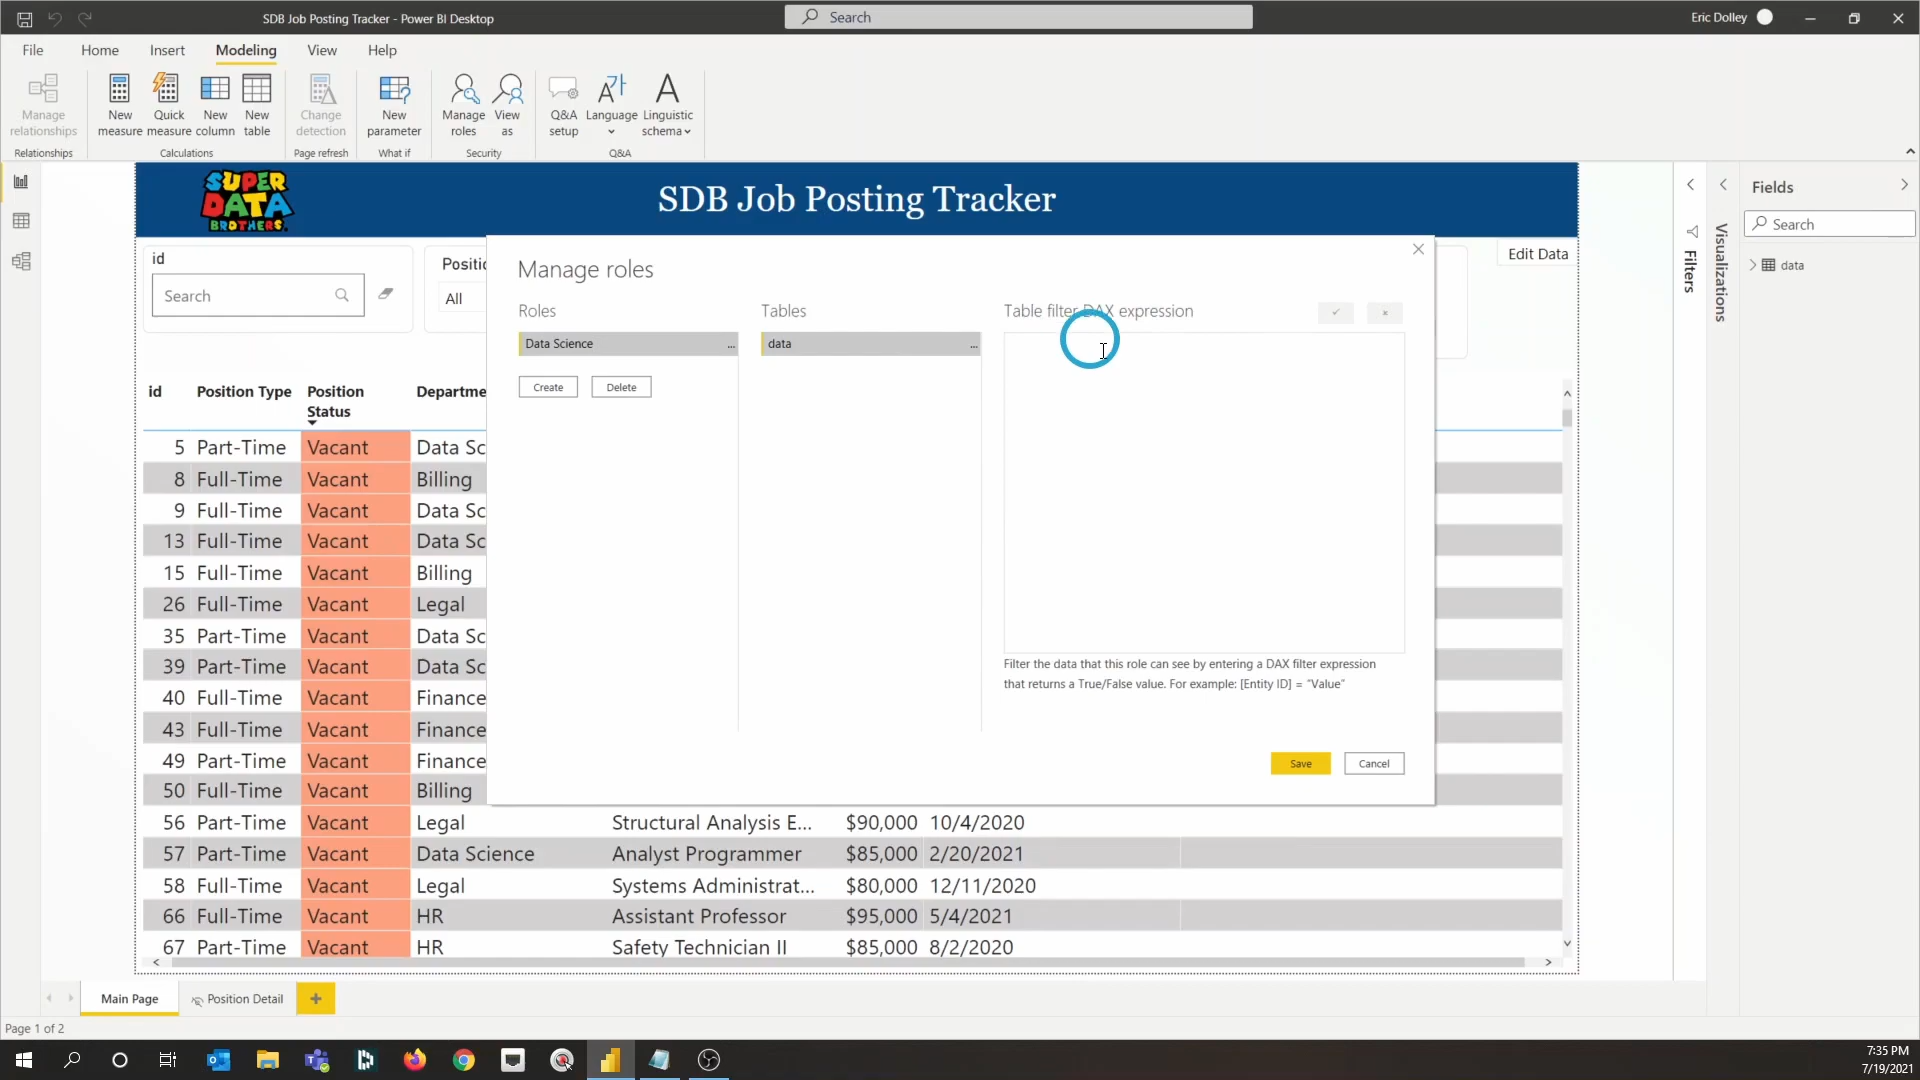 SDB Job Posting Tracker - Power BI Desktop
Search
Eric Dolley
File
Home
Insert
Modeling
View
Help
Manage relationships
New measure
Quick measure
New column
New table
Change detection
New parameter
Manage roles
View as
Q&A setup
Language
Linguistic schema
Relationships
Calculations
Page refresh
What if
Security
Q&A
SUPER DATA BROTHERS.
SDB Job Posting Tracker
id
Search
All
Edit Data
Manage roles
Roles
Tables
Table filter DAX expression
Data Science
...
data
...
Create
Delete
Filter the data that this role can see by entering a DAX filter expression
that returns a True/False value. For example: [Entity ID] = "Value"
Save
Cancel
id
Position Type
Position Status
5 Part-Time Vacant Data Sc
8 Full-Time Vacant Billing
9 Full-Time Vacant Data Sc
13 Full-Time Vacant Data Sc
15 Full-Time Vacant Billing
26 Full-Time Vacant Legal
35 Part-Time Vacant Data Sc
39 Part-Time Vacant Data Sc
40 Full-Time Vacant Finance
43 Full-Time Vacant Finance
49 Part-Time Vacant Finance
50 Full-Time Vacant Billing
56 Part-Time Vacant Legal Structural Analysis E... $90,000 10/4/2020
57 Part-Time Vacant Data Science Analyst Programmer $85,000 2/20/2021
58 Full-Time Vacant Legal Systems Administrat... $80,000 12/11/2020
66 Full-Time Vacant HR Assistant Professor $95,000 5/4/2021
67 Part-Time Vacant HR Safety Technician II $85,000 8/2/2020
Filters
Visualizations
Fields
Search
data
Main Page
Position Detail
Page 1 of 2
7:35 PM
7/19/2021